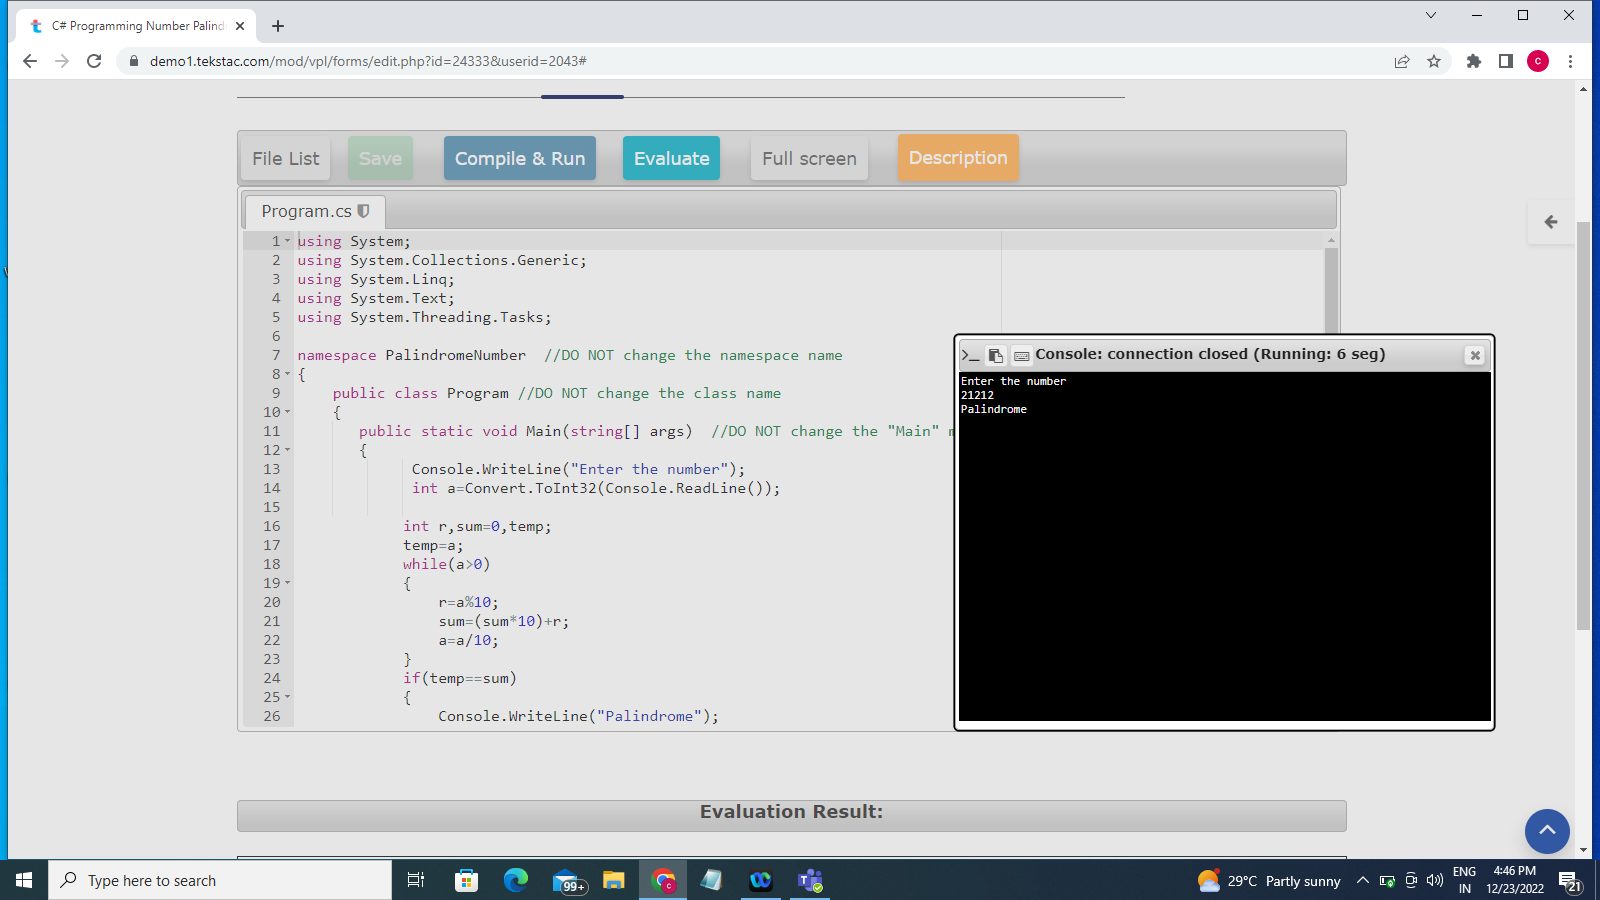 C# Programming Number Palind
demo1.tekstac.com/mod/vpl/forms/edit.php?id=24333&userid=2043#
C
File List
Save
Compile & Run
Evaluate
Full screen
Description
Program.cs
1 using System;
2 using System.Collections.Generic;
3 using System.Linq;
4 using System.Text;
5 using System.Threading.Tasks;
6
7 namespace PalindromeNumber  //DO NOT change the namespace name
8 {
9 public class Program //DO NOT change the class name
10 {
11 public static void Main(string[] args)  //DO NOT change the "Main" m
12 {
13 Console.WriteLine("Enter the number");
14 int a=Convert.ToInt32(Console.ReadLine());
15
16 int r,sum=0,temp;
17 temp=a;
18 while(a>0)
19 {
20 r=a%10;
21 sum=(sum*10)+r;
22 a=a/10;
23 }
24 if(temp==sum)
25 {
26 Console.WriteLine("Palindrome");
Console: connection closed (Running: 6 seg)
Enter the number
21212
Palindrome
Evaluation Result:
Type here to search
99+
29°C Partly sunny
ENG
IN
4:46 PM
12/23/2022
21